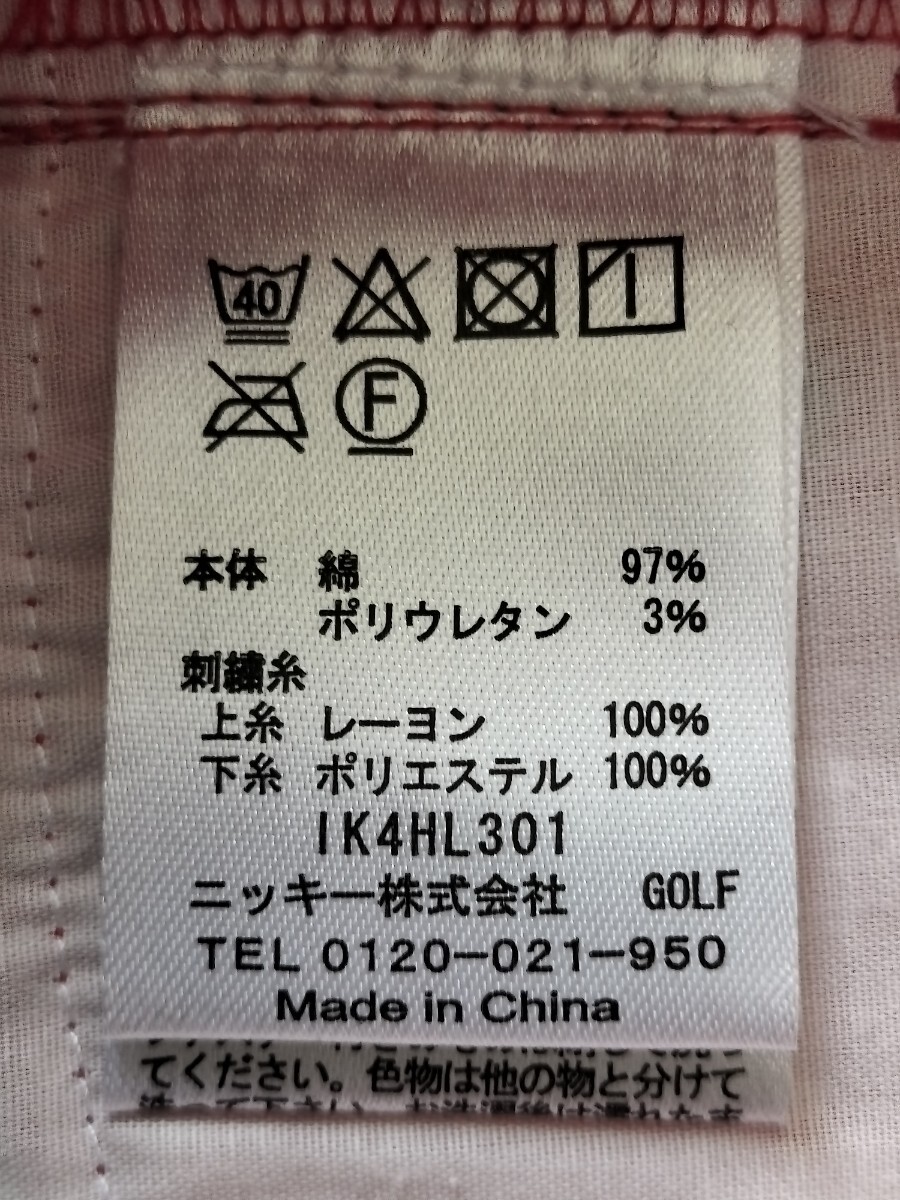 40
F
本体 綿 97%
ポリウレタン 3%
刺繍糸
上糸 レーヨン 100%
下糸 ポリエステル 100%
IK4HL301
ニッキー株式会社 GOLF
TEL 0120-021-950
Made in China
てください。色物は他の物と分けて